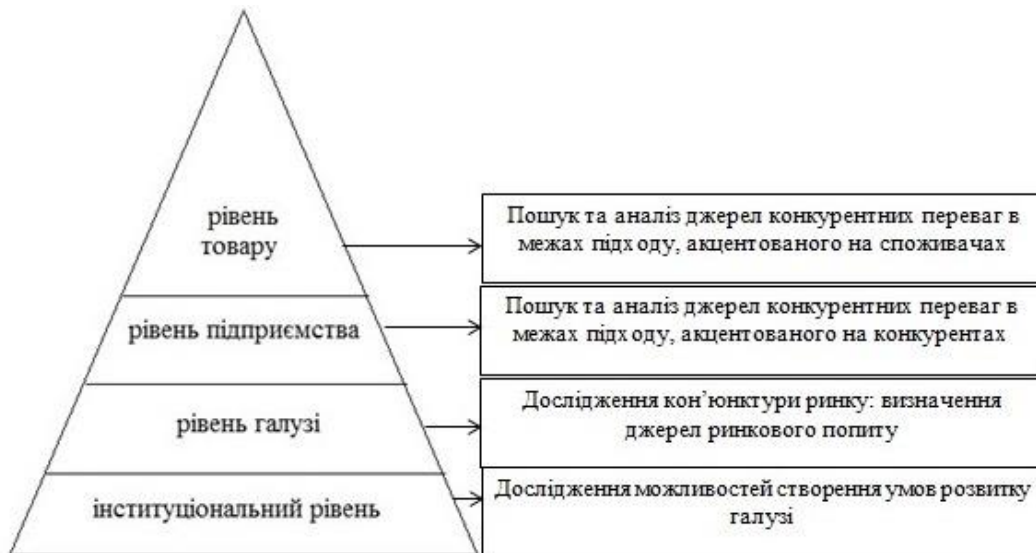 рівень
товару
Пошук та аналіз джерел конкурентних переваг в
межах підходу, акцентованого на споживачах
рівень підприємства
Пошук та аналіз джерел конкурентних переваг в
межах підходу, акцентованого на конкурентах
рівень галузі
Дослідження кон’юнктури ринку: визначення
джерел ринкового попиту
інституціональний рівень
Дослідження можливостей створення умов розвитку
галузі